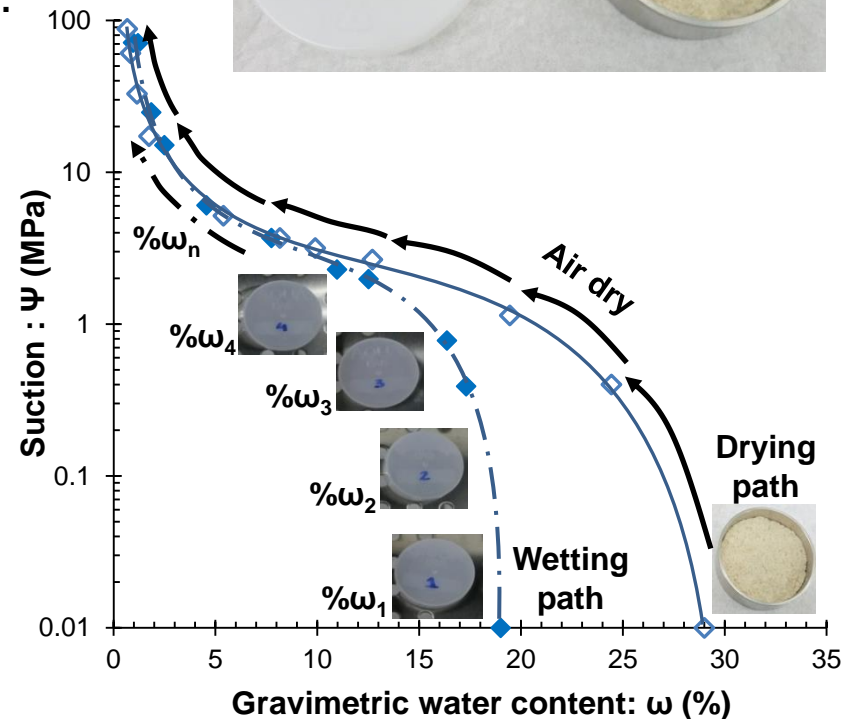 100
10
1
0.1
0.01
0
5
10
15
20
25
30
35
Suction : Ψ (MPa)
Gravimetric water content: ω (%)
%ωₙ
%ω₄
4
%ω₃
3
%ω₂
2
%ω₁
1
Air dry
Drying
path
Wetting
path